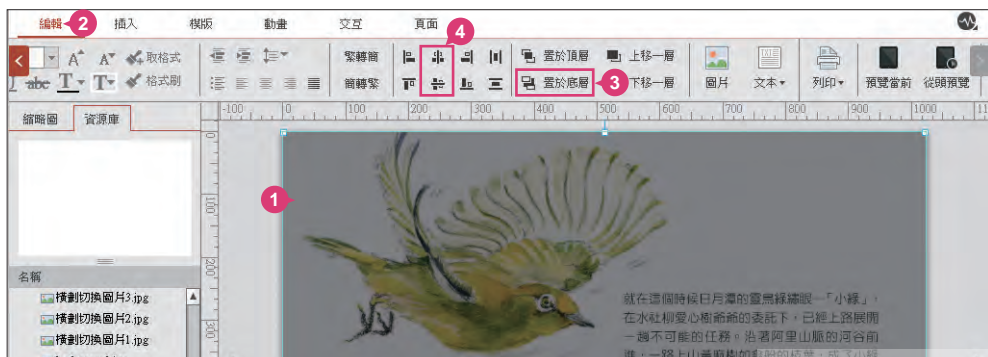 編輯 2 插入 模版 動畫 交互 頁面
4
A A 取格式 繁轉簡 置於頂層 上移一層 圖片 文本 列印 預覽當前 從頭預覽
abc T T 格式刷 簡轉繁 置於底層 3 下移一層
縮略圖 資源庫
-100 0 100 200 300 400 500 600 700 800 900 1000
0
100
200
300
1
名稱
橫劃切換圖片3.jpg
橫劃切換圖片2.jpg
橫劃切換圖片1.jpg
就在這個時候日月潭的靈鳥綠繡眼—「小綠」，
在水社柳愛心樹爺爺的委託下，已經上路展開
一趟不可能的任務。沿著阿里山脈的河谷前